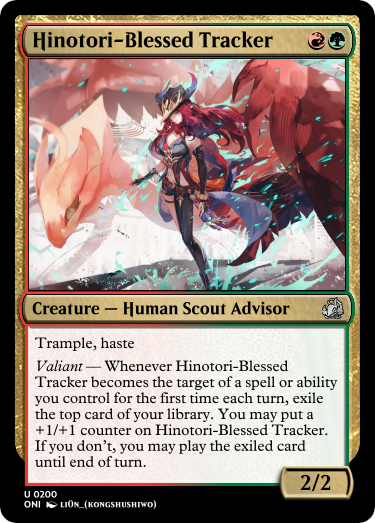 Hinotori-Blessed Tracker
Creature — Human Scout Advisor
Trample, haste
Valiant — Whenever Hinotori-Blessed
Tracker becomes the target of a spell or ability
you control for the first time each turn, exile
the top card of your library. You may put a
+1/+1 counter on Hinotori-Blessed Tracker.
If you don't, you may play the exiled card
until end of turn.
2/2
U 0200
ONI LI0N_(KONGSHUSHIWO)